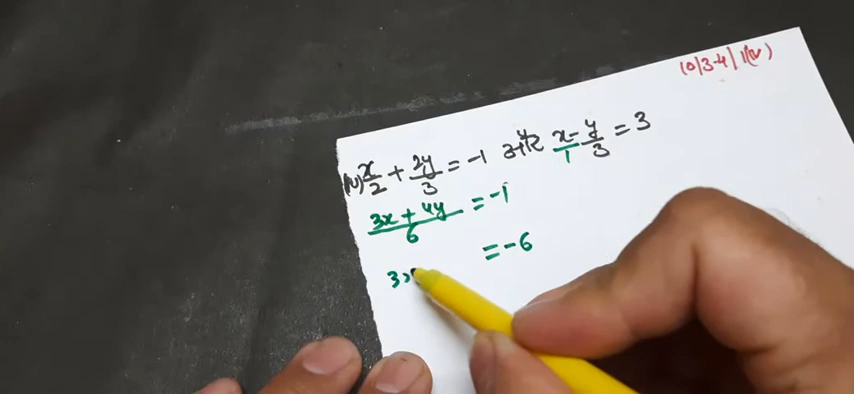 10/3.4/1(iv)
(iv) x/2 + 2y/3 = -1 और x/1 - y/3 = 3
3x + 4y/6 = -1
= -6
3x